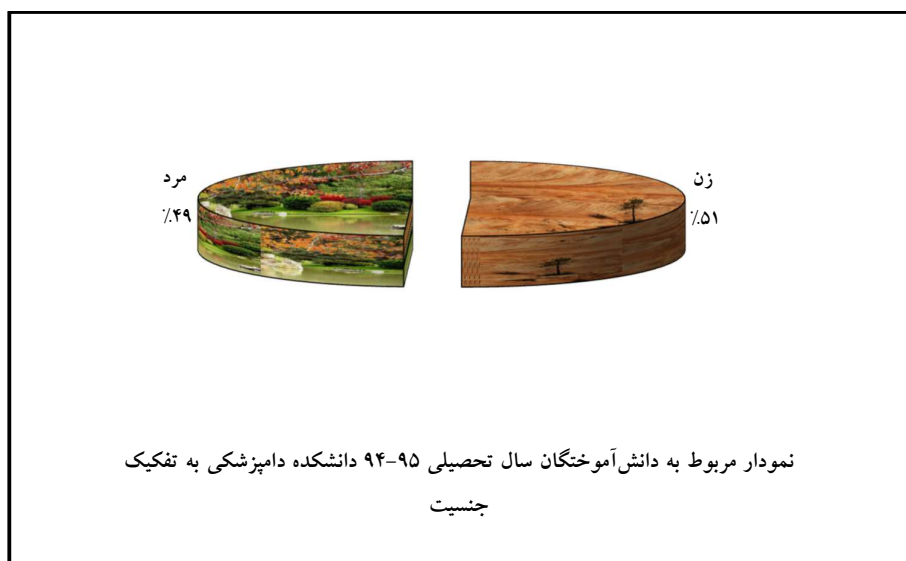 زن
٪۵۱
مرد
٪۴۹
نمودار مربوط به دانش‌آموختگان سال تحصیلی ۹۵-۹۴ دانشکده دامپزشکی به تفکیک
جنسیت